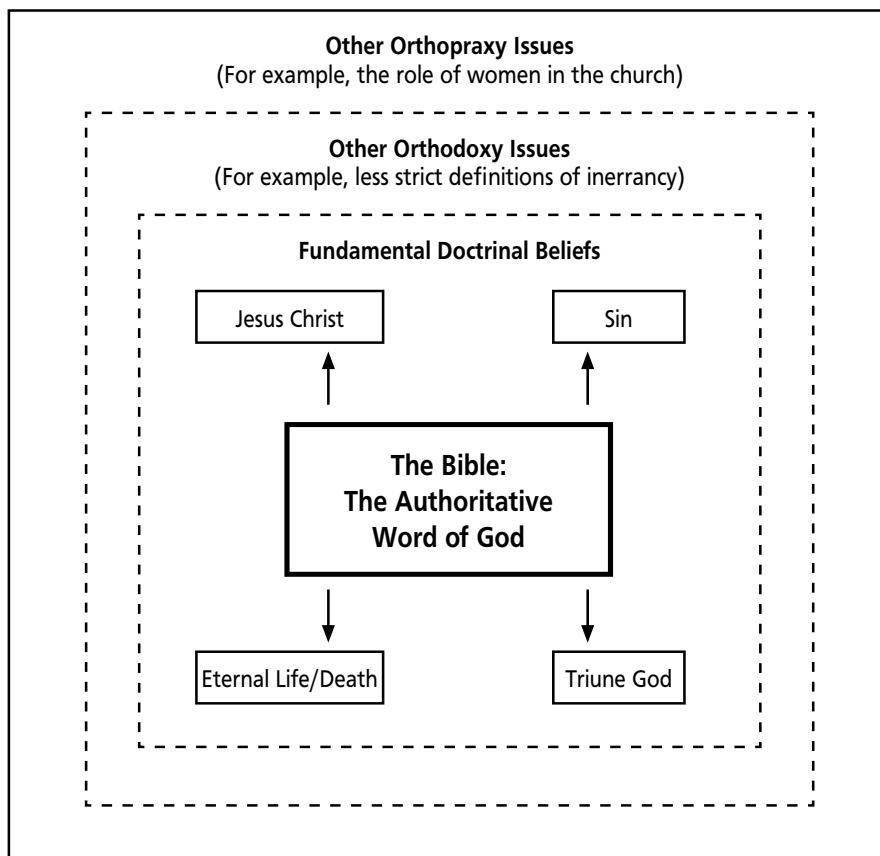 Other Orthopraxy Issues
(For example, the role of women in the church)
Other Orthodoxy Issues
(For example, less strict definitions of inerrancy)
Fundamental Doctrinal Beliefs
Jesus Christ
Sin
The Bible:
The Authoritative
Word of God
Eternal Life/Death
Triune God